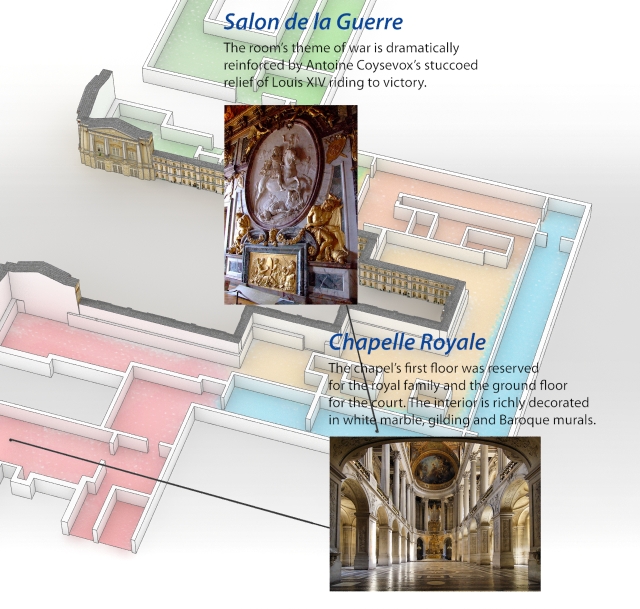 Salon de la Guerre
The room's theme of war is dramatically
reinforced by Antoine Coysevox's stuccoed
relief of Louis XIV riding to victory.
Chapelle Royale
The chapel's first floor was reserved
for the royal family and the ground floor
for the court. The interior is richly decorated
in white marble, gilding and Baroque murals.